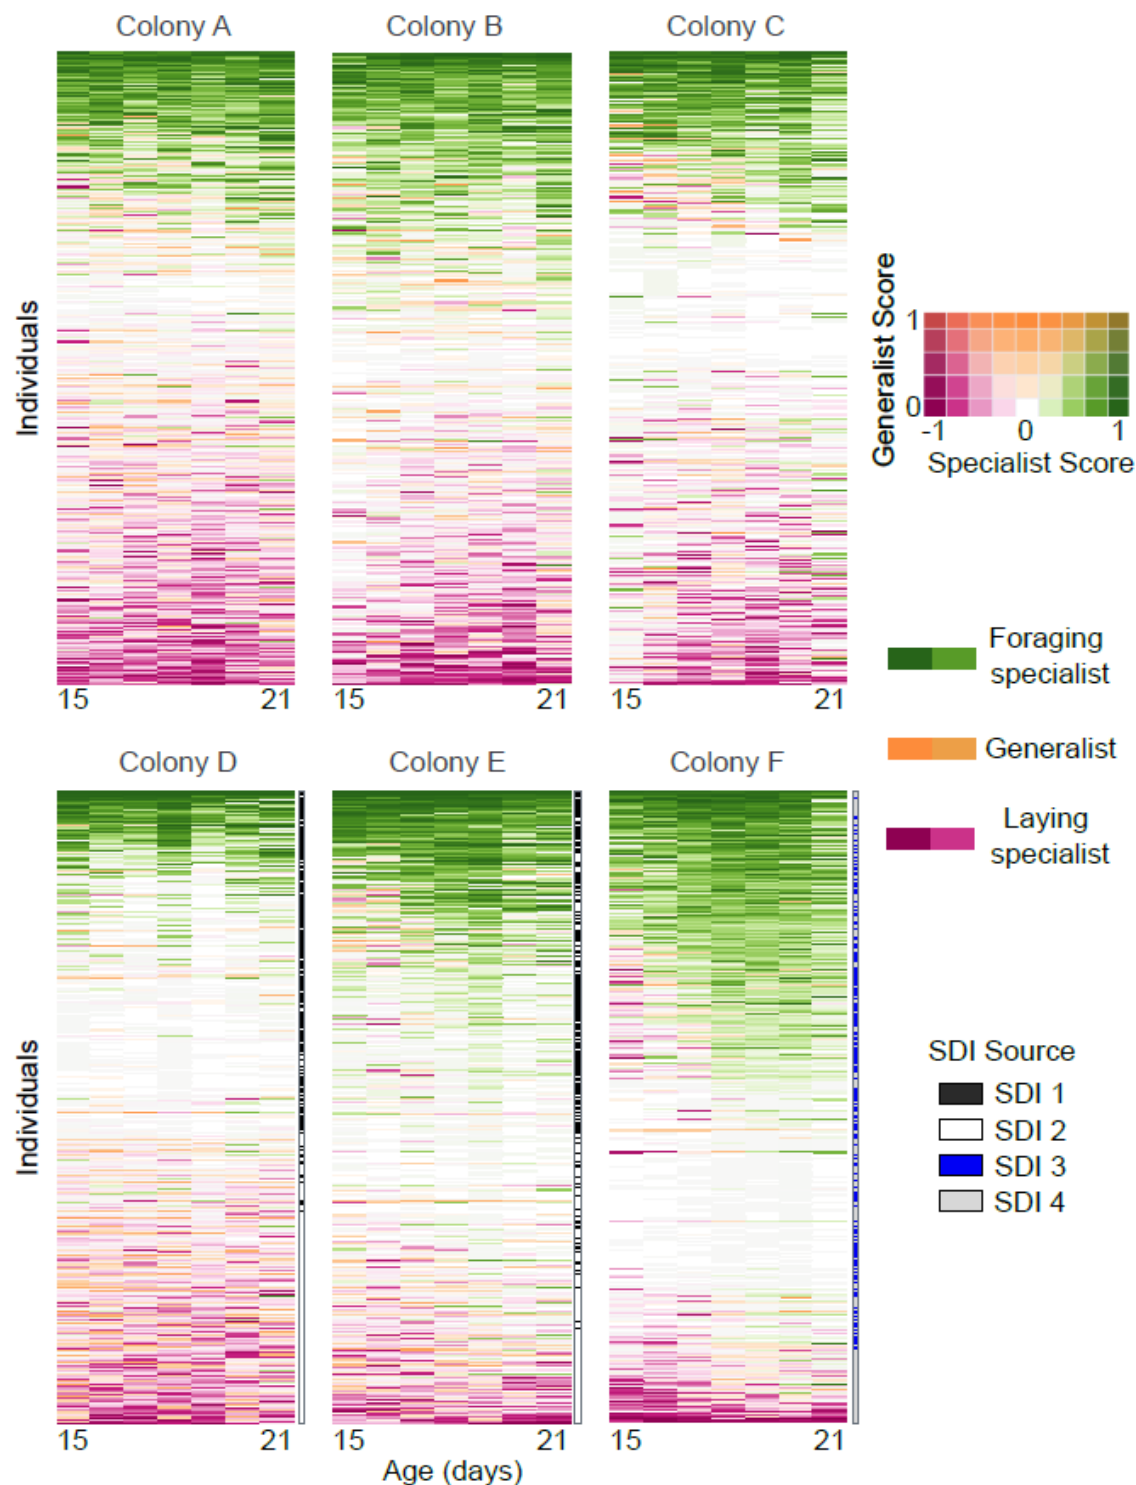 Colony A
Colony B
Colony C
Individuals
15
21
15
21
15
21
Generalist Score
1
0
-1
0
1
Specialist Score
Foraging
specialist
Generalist
Laying
specialist
Colony D
Colony E
Colony F
Individuals
15
21
15
21
15
21
Age (days)
SDI Source
SDI 1
SDI 2
SDI 3
SDI 4